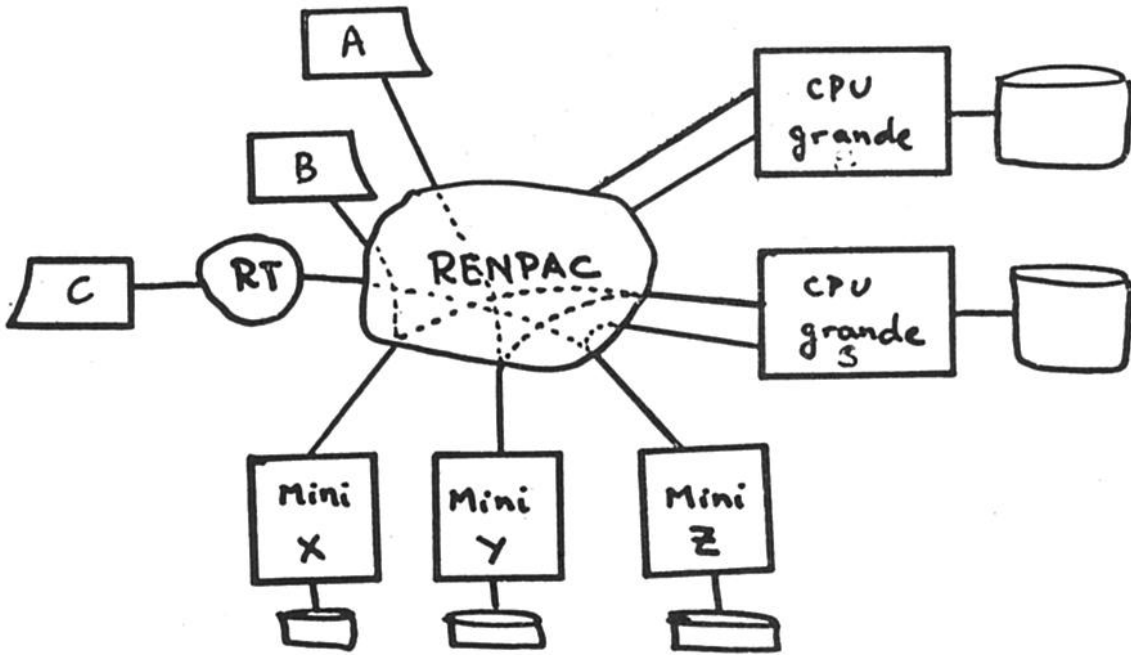 A
B
C
RT
RENPAC
CPU
grande
CPU
grande
S
Mini
X
Mini
Y
Mini
Z